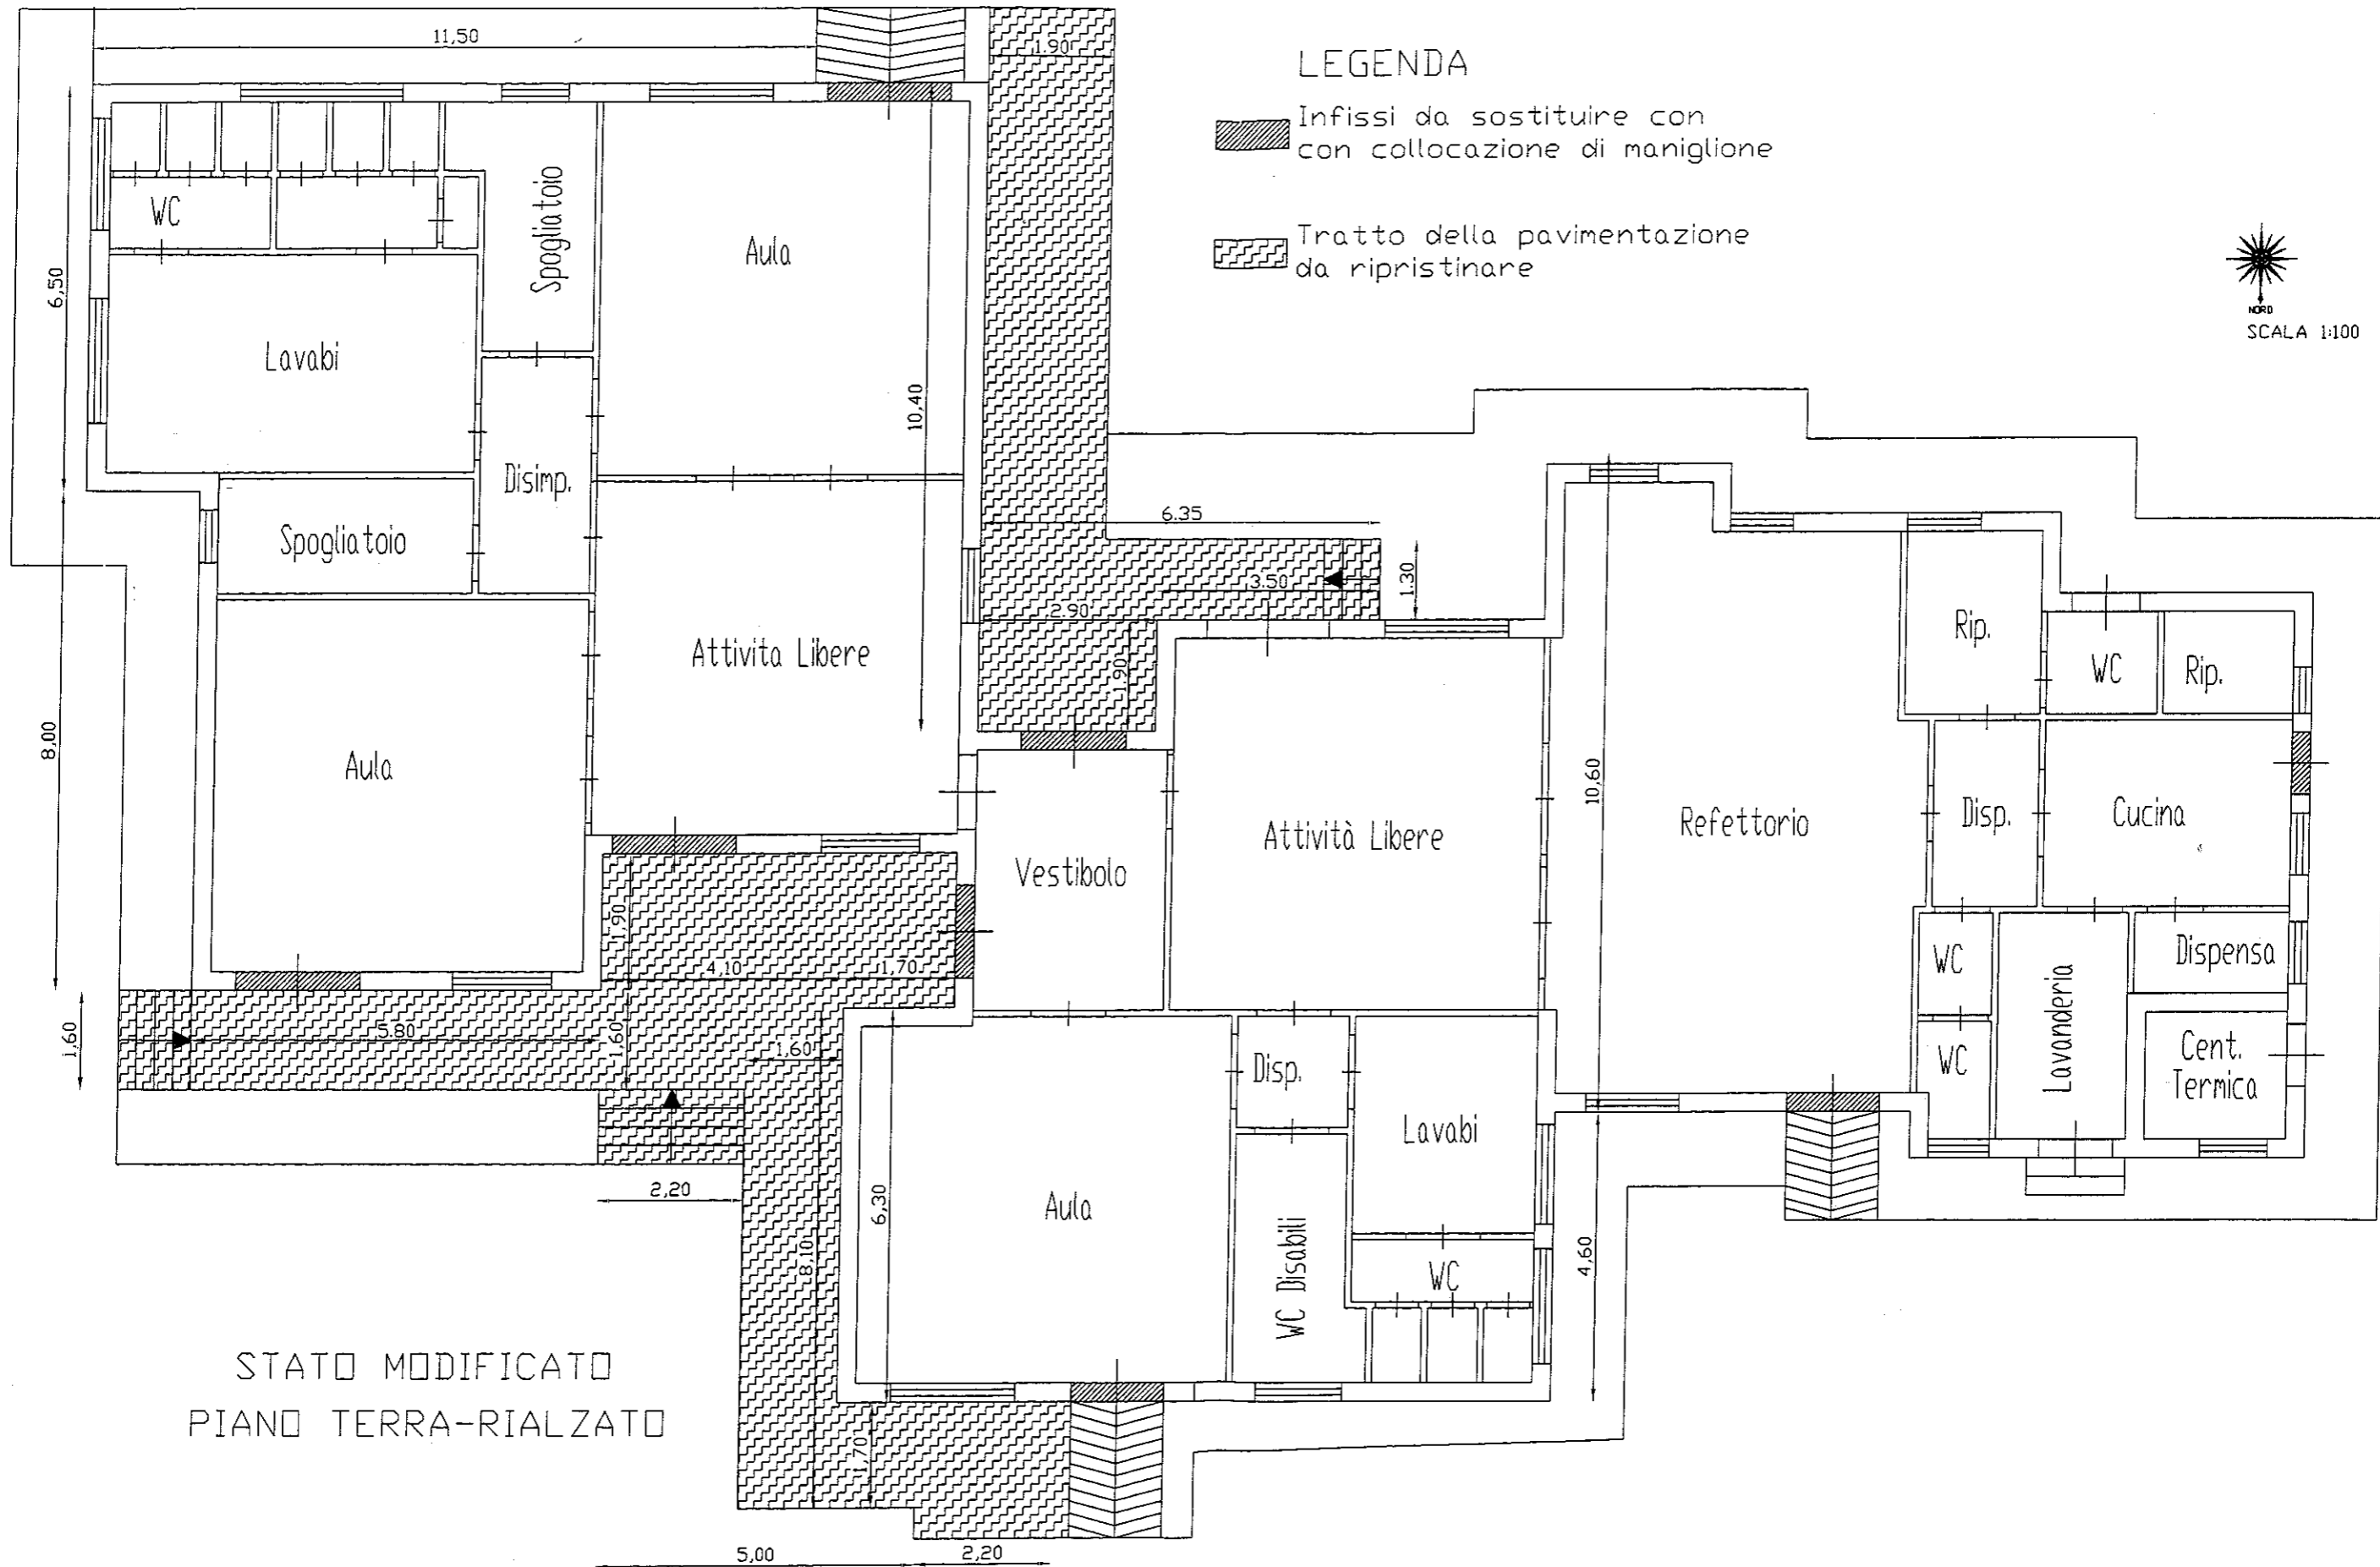 11,50
1.90
LEGENDA
Infissi da sostituire con
con collocazione di maniglione
Tratto della pavimentazione
da ripristinare
NORD
SCALA 1:100
WC
Spogliatoio
Aula
6,50
Lavabi
10,40
Disimp.
Spogliatoio
6.35
3.50
1.30
2.90
1.90
Attivita Libere
Rip.
WC
Rip.
8,00
Aula
10,60
Refettorio
Disp.
Cucina
Attività Libere
Vestibolo
1,90
4,10
1,70
WC
Dispensa
Lavanderia
1,60
5.80
1,60
1,60
Disp.
WC
Cent.
Termica
Lavabi
2,20
6,30
Aula
8,10
WC Disabili
WC
4,60
STATO MODIFICATO
PIANO TERRA-RIALZATO
1,70
5,00
2,20